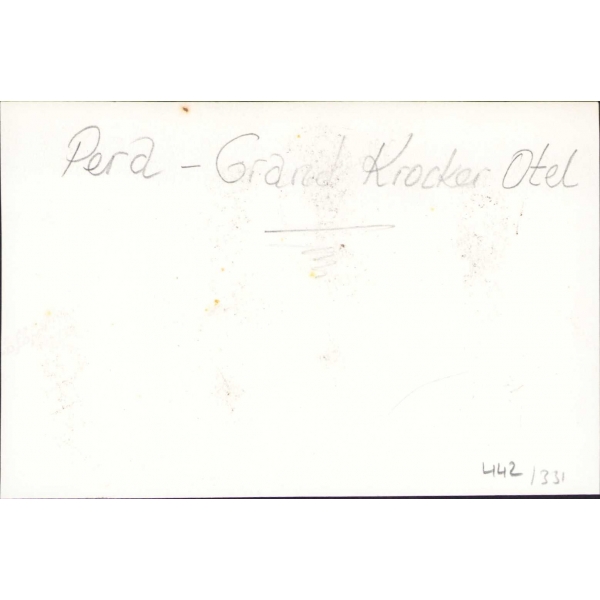 Pera - Grand Krocker Otel
442 /331